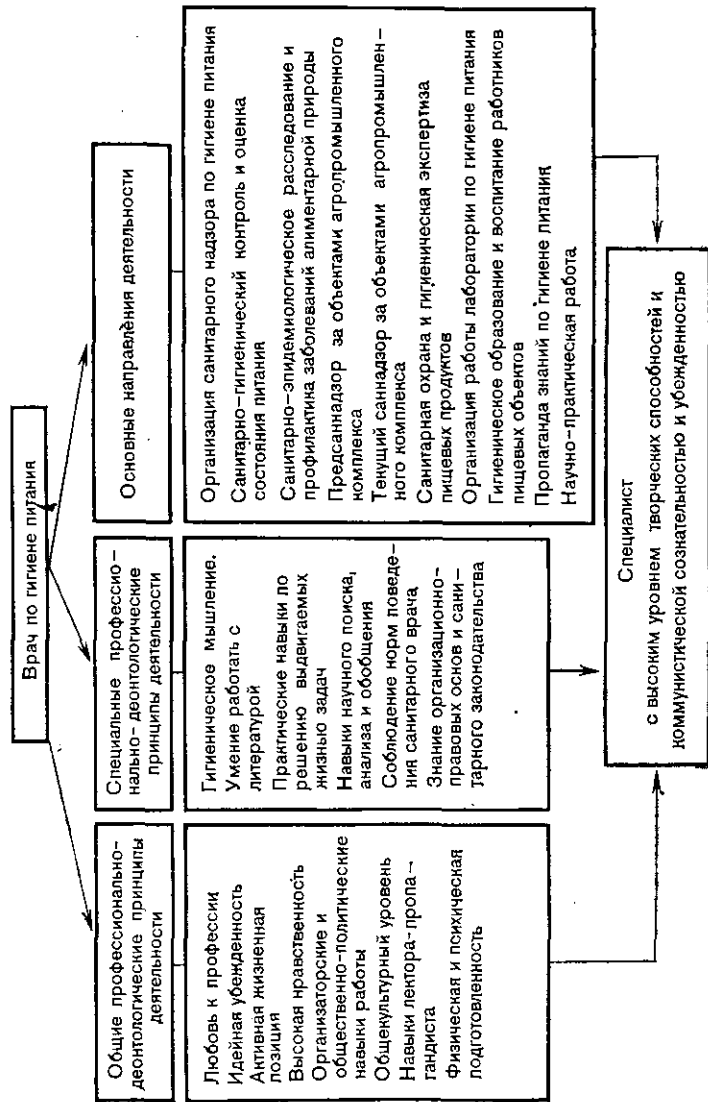 Врач по гигиене питания
Общие профессионально-
деонтологические принципы
деятельности
Любовь к профессии
Идейная убежденность
Активная жизненная
позиция
Высокая нравственность
Организаторские и
общественно-политические
навыки работы
Общекультурный уровень
Навыки лектора-пропа-
гандиста
Физическая и психическая
подготовленность
Специальные профессио-
нально-деонтологические
принципы деятельности
Гигиеническое мышление.
Умение работать с
литературой
Практические навыки по
решению выдвигаемых
жизнью задач
Навыки научного поиска,
анализа и обобщения
Соблюдение норм поведе-
ния санитарного врача
Знание организационно-
правовых основ и сани-
тарного законодательства
Основные направления деятельности
Организация санитарного надзора по гигиене питания
Санитарно-гигиенический контроль и оценка
состояния питания
Санитарно-эпидемиологическое расследование и
профилактика заболеваний алиментарной природы
Предсаннадзор за объектами агропромышленного
комплекса
Текущий саннадзор за объектами агропромышлен-
ного комплекса
Санитарная охрана и гигиеническая экспертиза
пищевых продуктов
Организация работы лаборатории по гигиене питания
Гигиеническое образование и воспитание работников
пищевых объектов
Пропаганда знаний по гигиене питания
Научно-практическая работа
Специалист
с высоким уровнем творческих способностей и
коммунистической сознательностью и убежденностью